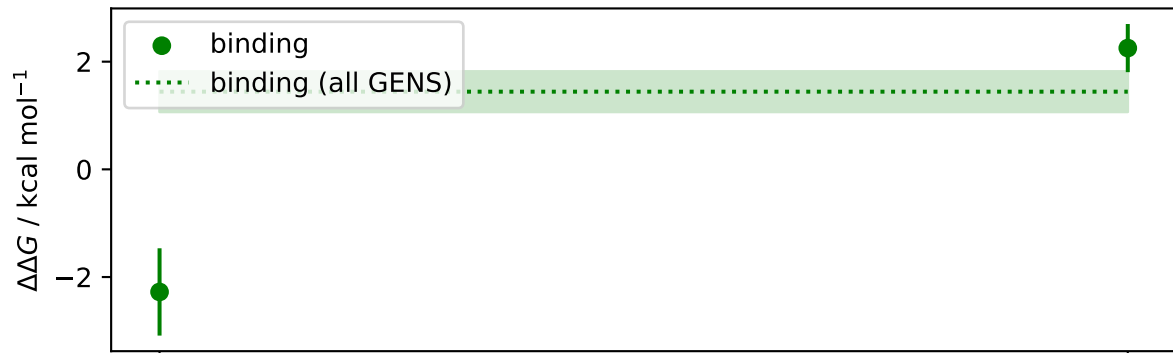 binding
binding (all GENS)
2
0
−2
ΔΔG / kcal mol⁻¹